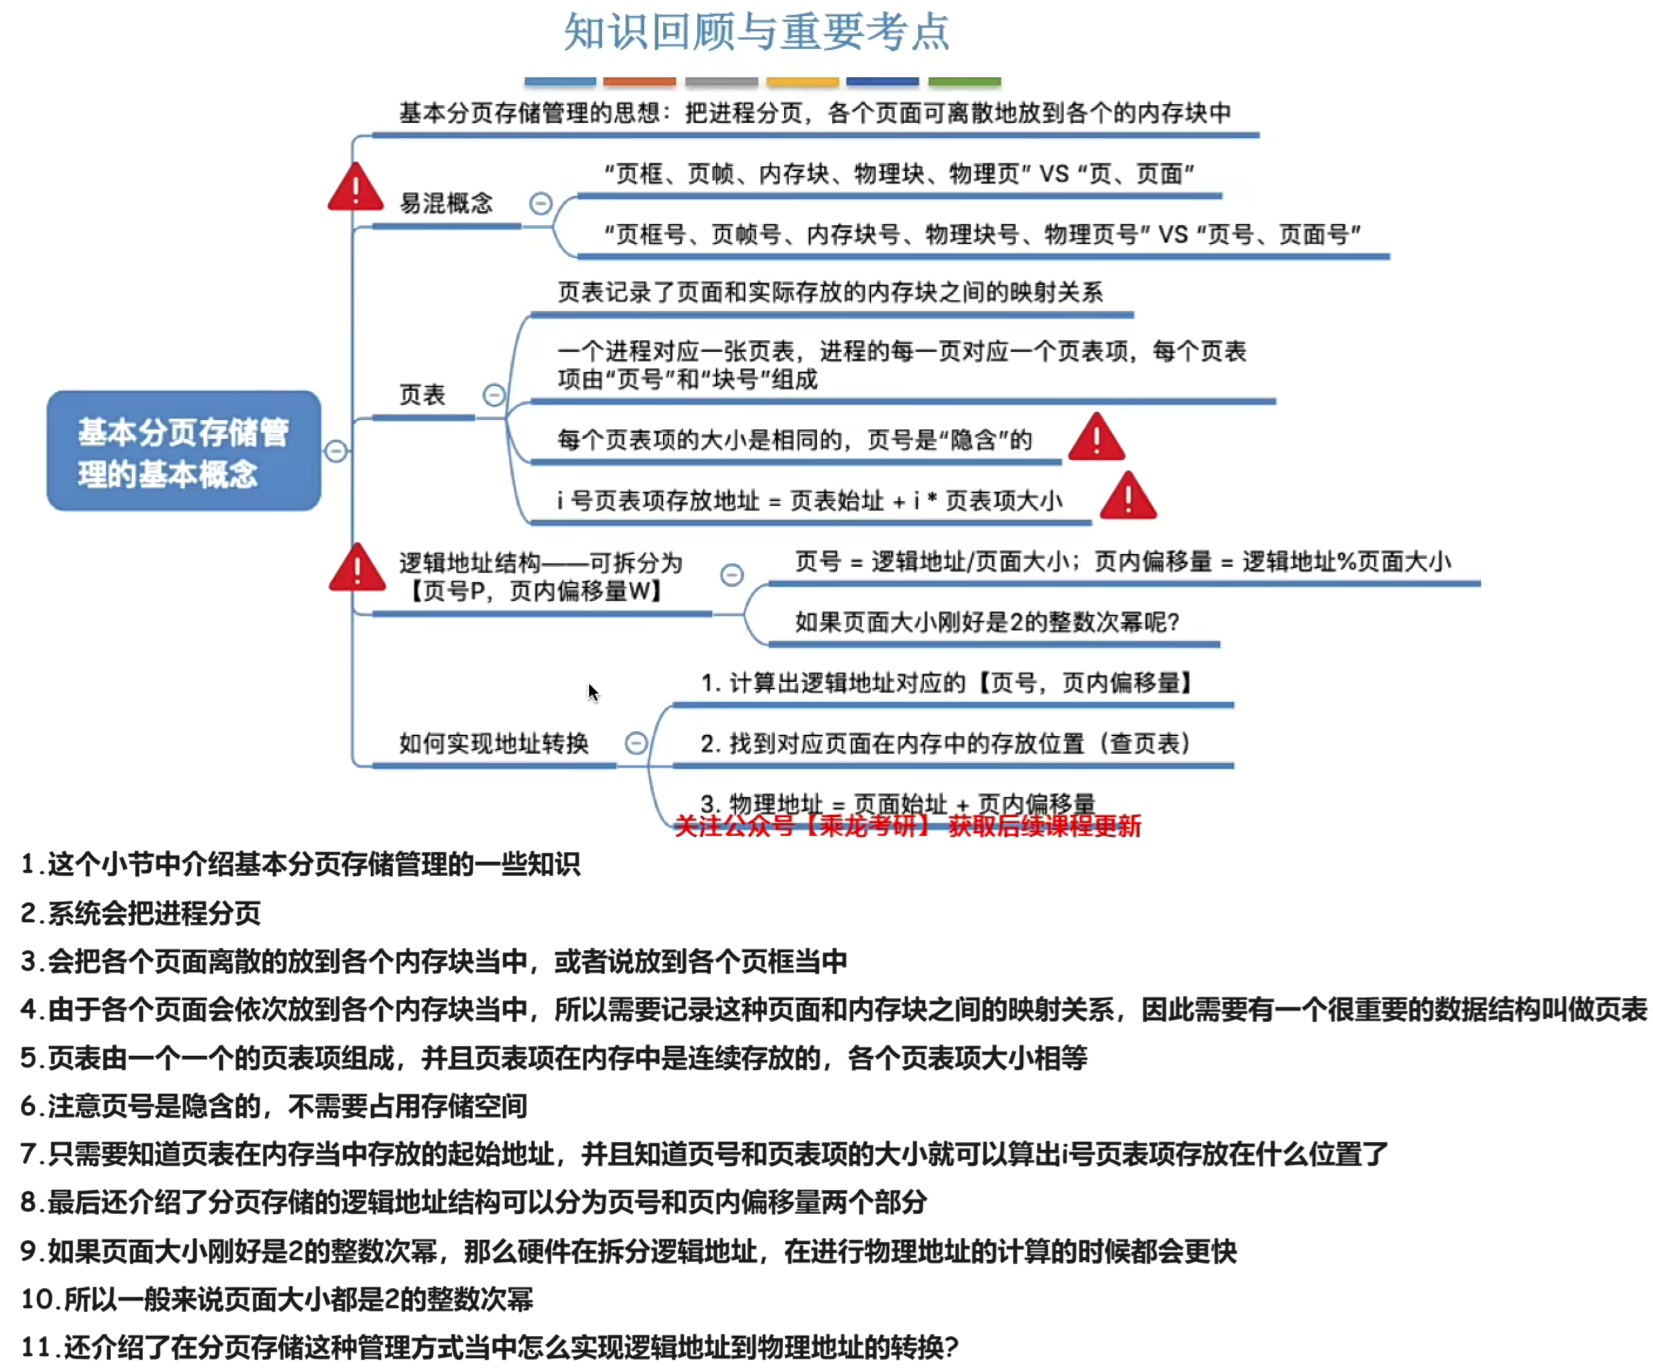 知识回顾与重要考点
基本分页存储管理的思想：把进程分页，各个页面可离散地放到各个的内存块中
易混概念
“页框、页帧、内存块、物理块、物理页” VS “页、页面”
“页框号、页帧号、内存块号、物理块号、物理页号” VS “页号、页面号”
基本分页存储管
理的基本概念
页表
页表记录了页面和实际存放的内存块之间的映射关系
一个进程对应一张页表，进程的每一页对应一个页表项，每个页表
项由“页号”和“块号”组成
每个页表项的大小是相同的，页号是“隐含”的
i 号页表项存放地址 = 页表始址 + i * 页表项大小
逻辑地址结构——可拆分为
【页号P，页内偏移量W】
页号 = 逻辑地址/页面大小；页内偏移量 = 逻辑地址%页面大小
如果页面大小刚好是2的整数次幂呢？
如何实现地址转换
1. 计算出逻辑地址对应的【页号，页内偏移量】
2. 找到对应页面在内存中的存放位置（查页表）
3. 物理地址 = 页面始址 + 页内偏移量
关注公众号【乘龙考研】获取后续课程更新
1.这个小节中介绍基本分页存储管理的一些知识
2.系统会把进程分页
3.会把各个页面离散的放到各个内存块当中，或者说放到各个页框当中
4.由于各个页面会依次放到各个内存块当中，所以需要记录这种页面和内存块之间的映射关系，因此需要有一个很重要的数据结构叫做页表
5.页表由一个一个的页表项组成，并且页表项在内存中是连续存放的，各个页表项大小相等
6.注意页号是隐含的，不需要占用存储空间
7.只需要知道页表在内存当中存放的起始地址，并且知道页号和页表项的大小就可以算出i号页表项存放在什么位置了
8.最后还介绍了分页存储的逻辑地址结构可以分为页号和页内偏移量两个部分
9.如果页面大小刚好是2的整数次幂，那么硬件在拆分逻辑地址，在进行物理地址的计算的时候都会更快
10.所以一般来说页面大小都是2的整数次幂
11.还介绍了在分页存储这种管理方式当中怎么实现逻辑地址到物理地址的转换?